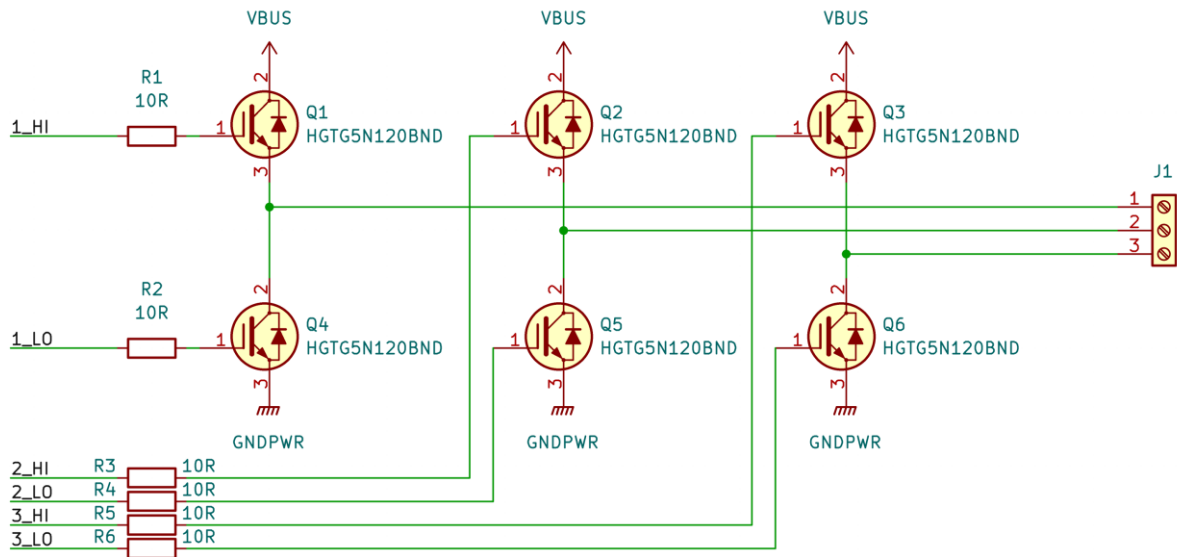 VBUS VBUS VBUS
R1
10R
2 2 2
Q1 Q2 Q3
1_HI 1 HGTG5N120BND 1 HGTG5N120BND 1 HGTG5N120BND
3 3 3
J1
1
2
3
R2
10R
2 2 2
Q4 Q5 Q6
1_LO 1 HGTG5N120BND 1 HGTG5N120BND 1 HGTG5N120BND
3 3 3
GNDPWR GNDPWR GNDPWR
2_HI R3 10R
2_LO R4 10R
3_HI R5 10R
3_LO R6 10R